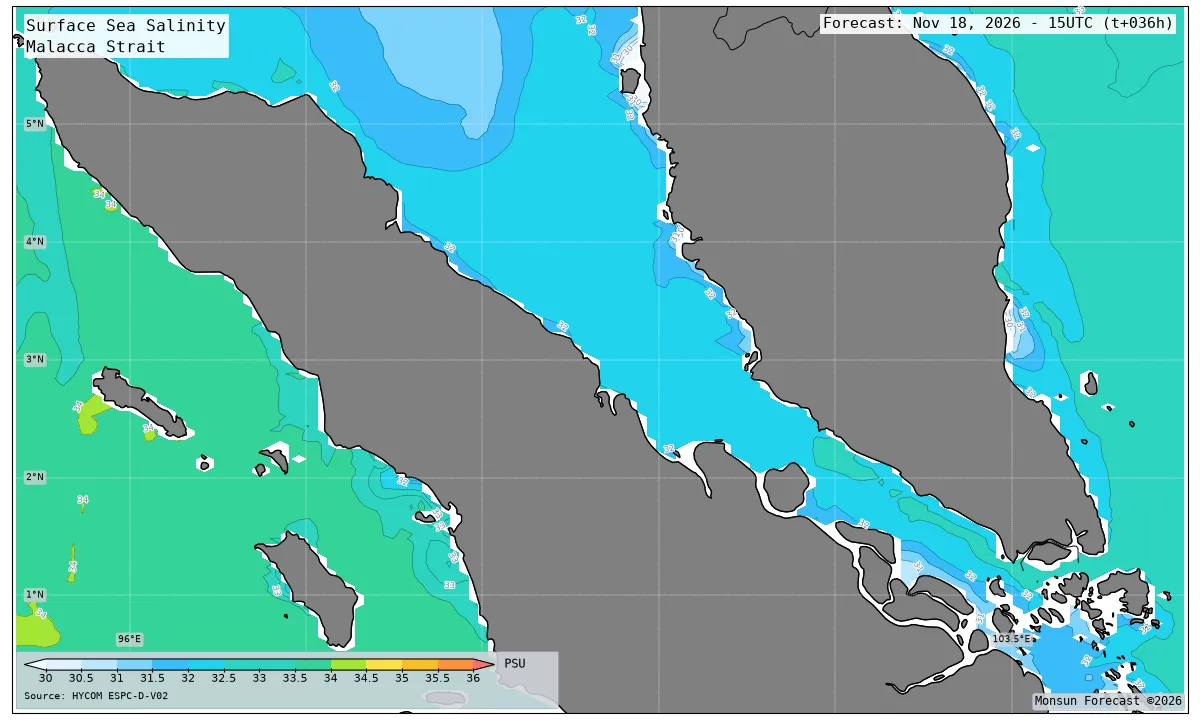 Surface Sea Salinity
Malacca Strait
Forecast: Nov 18, 2026 - 15UTC (t+036h)
5°N
4°N
3°N
2°N
1°N
96°E
103.5°E
30 30.5 31 31.5 32 32.5 33 33.5 34 34.5 35 35.5 36
PSU
Source: HYCOM ESPC-D-V02
Monsun Forecast ©2026